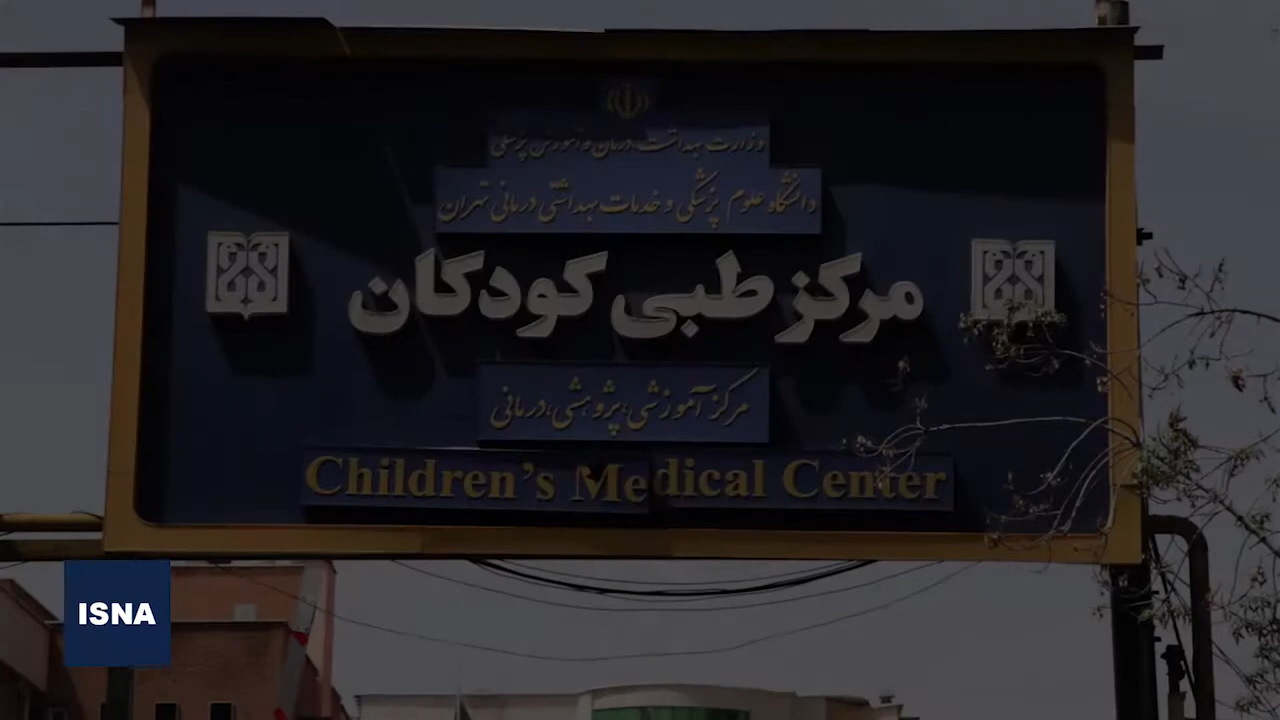 وزارت بهداشت، درمان و آموزش پزشکی
دانشگاه علوم پزشکی و خدمات بهداشتی درمانی تهران
مرکز طبی کودکان
مرکز آموزشی، پژوهشی، درمانی
Children's Medical Center
ISNA